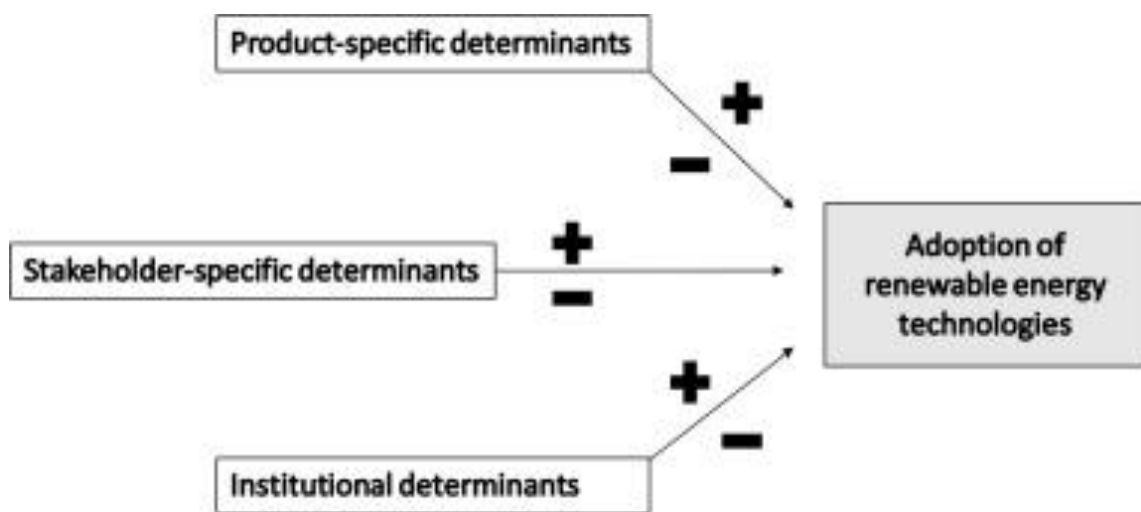 Product-specific determinants
+
−
Stakeholder-specific determinants
+
−
Adoption of
renewable energy
technologies
+
−
Institutional determinants